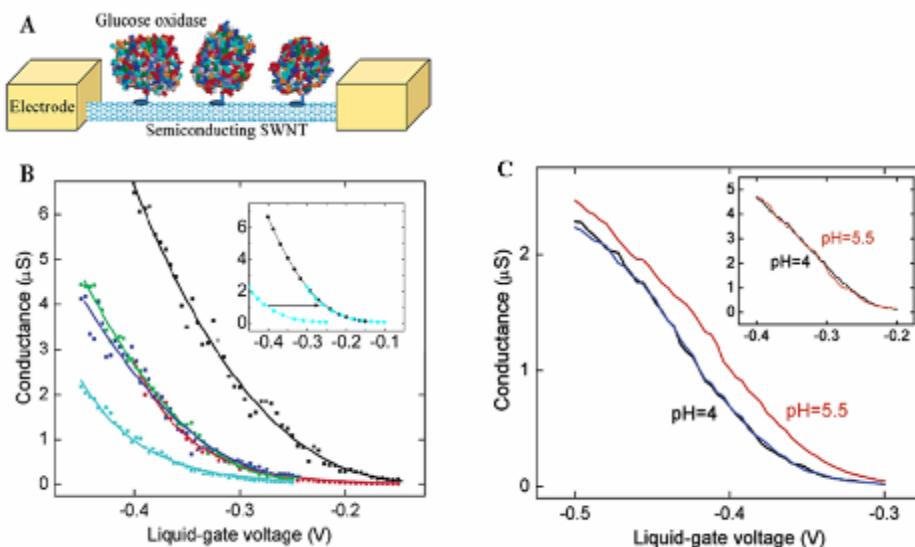 A
Glucose oxidase
Electrode
Semiconducting SWNT
B
Conductance (μS)
6
5
4
3
2
1
0
-0.4
-0.3
-0.2
Liquid-gate voltage (V)
6
4
2
0
-0.4
-0.3
-0.2
-0.1
C
Conductance (μS)
2
1
0
-0.5
-0.4
-0.3
Liquid-gate voltage (V)
pH=4
pH=5.5
5
4
3
2
1
0
-0.4
-0.3
-0.2
pH=5.5
pH=4